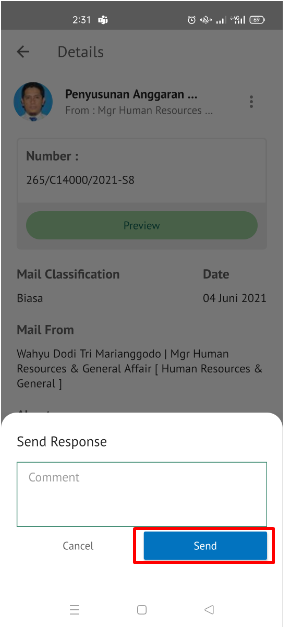 2:31
Details
Penyusunan Anggaran ...
From : Mgr Human Resources ...
Number :
265/C14000/2021-S8
Preview
Mail Classification
Date
Biasa
04 Juni 2021
Mail From
Wahyu Dodi Tri Marianggodo | Mgr Human
Resources & General Affair [ Human Resources &
General ]
Send Response
Comment
Cancel
Send